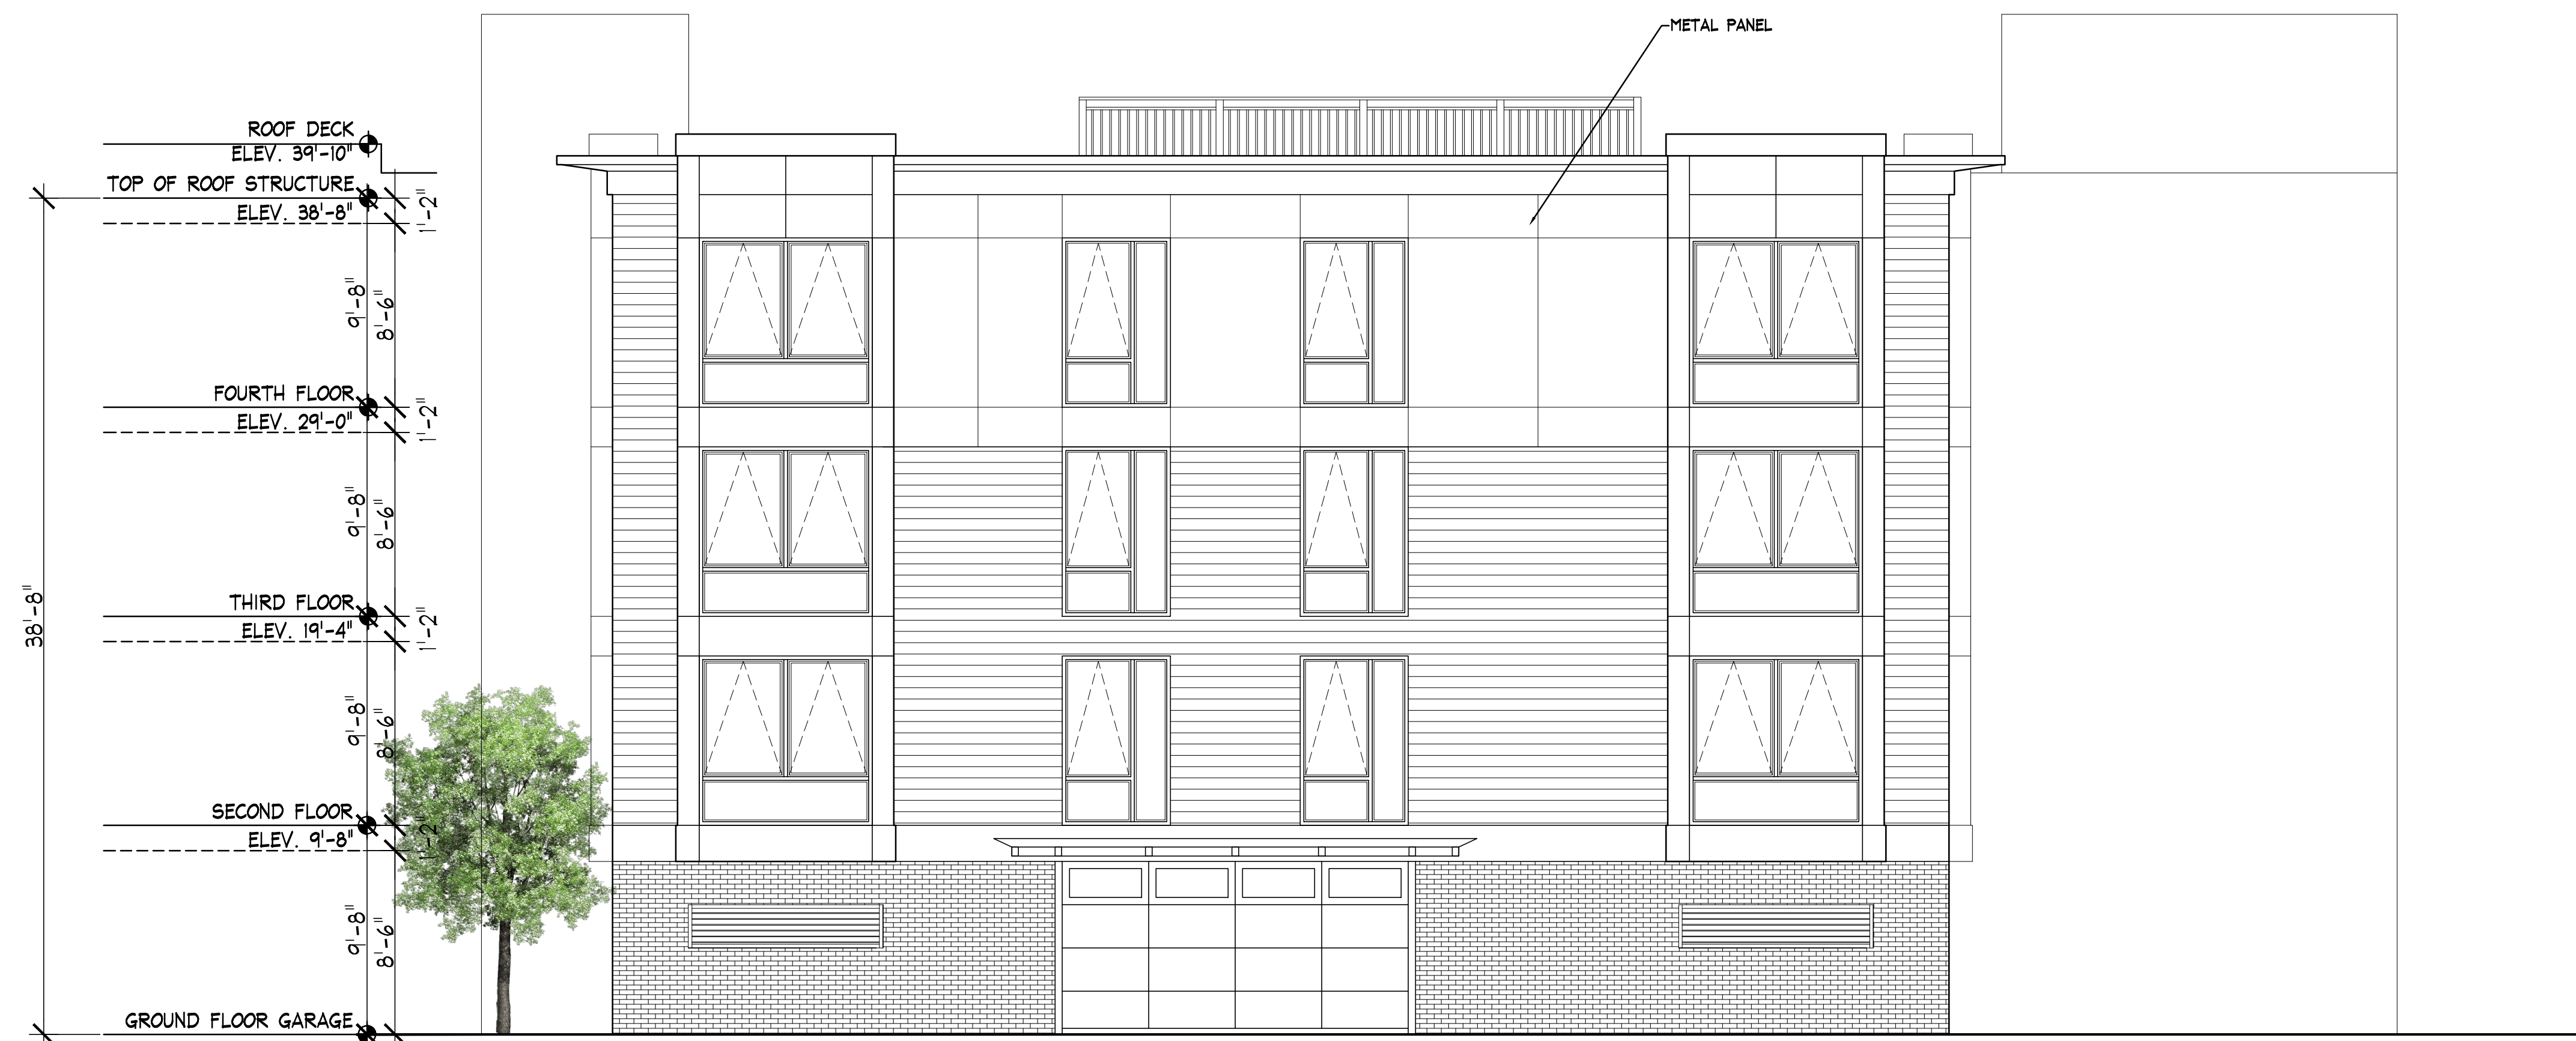 METAL PANEL
ROOF DECK
ELEV. 39'-10"
TOP OF ROOF STRUCTURE
ELEV. 38'-8"
1'-2"
9'-8"
8'-6"
FOURTH FLOOR
ELEV. 29'-0"
1'-2"
9'-8"
8'-6"
38'-8"
THIRD FLOOR
ELEV. 19'-4"
1'-2"
9'-8"
8'-6"
SECOND FLOOR
ELEV. 9'-8"
1'-2"
9'-8"
8'-6"
GROUND FLOOR GARAGE